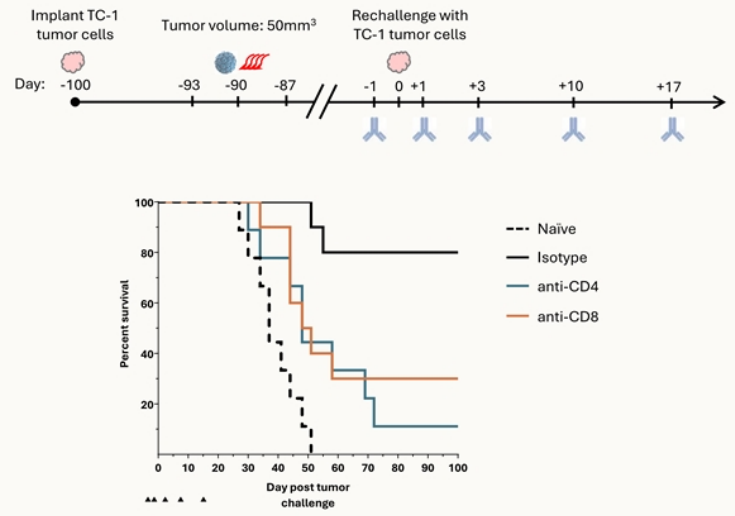 Implant TC-1
tumor cells
Tumor volume: 50mm³
Rechallenge with
TC-1 tumor cells
Day: -100 -93 -90 -87 -1 0 +1 +3 +10 +17
Percent survival
100
80
60
40
20
0 10 20 30 40 50 60 70 80 90 100
Day post tumor
challenge
Naïve
Isotype
anti-CD4
anti-CD8